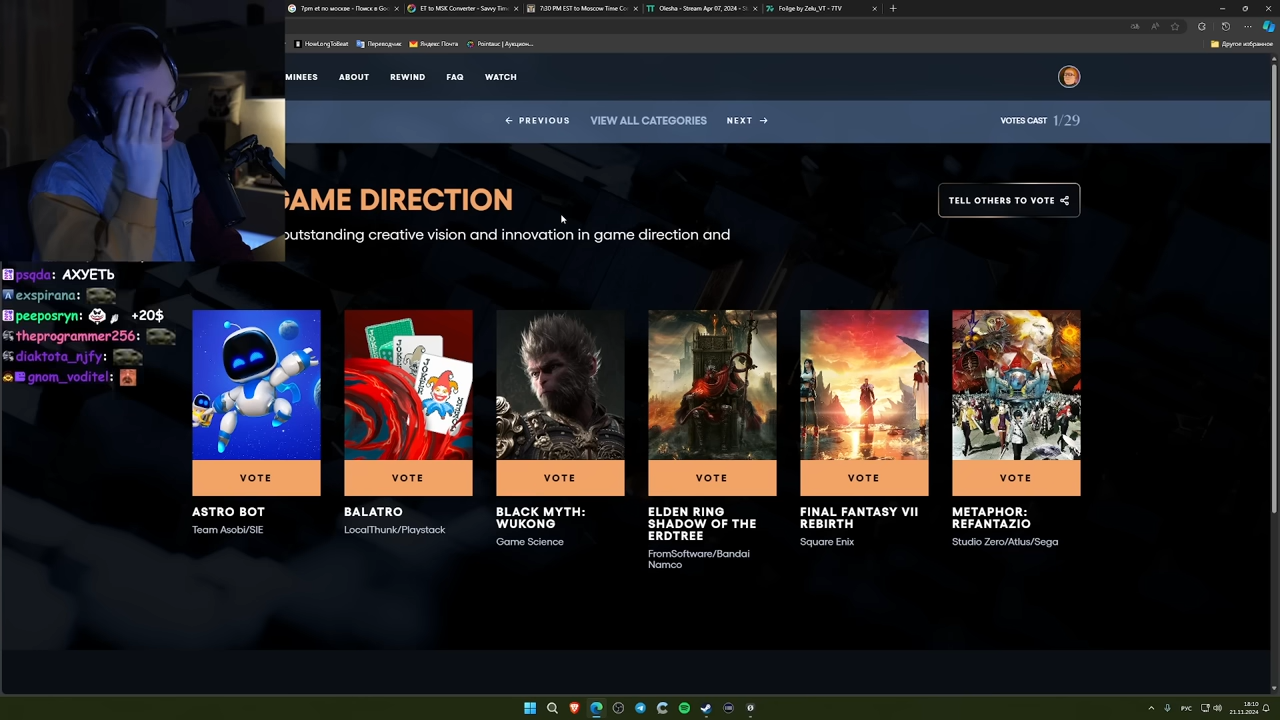 7pm et по москве - Поиск в Goo
ET to MSK Converter - Savvy Tim
7:30 PM EST to Moscow Time Co
Olesha - Stream Apr 07, 2024 - S
Foilge by Zelu_VT - 7TV
HowLongToBeat
Переводчик
Яндекс Почта
Pointauc | Аукцион...
Другое избранное
MINEES
ABOUT
REWIND
FAQ
WATCH
← PREVIOUS
VIEW ALL CATEGORIES
NEXT →
VOTES CAST 1/29
GAME DIRECTION
TELL OTHERS TO VOTE
outstanding creative vision and innovation in game direction and
psqda: АХУЕТЬ
exspirana:
peeposryn: +20$
theprogrammer256:
diaktota_njfy:
gnom_voditel:
JOKER
VOTE
VOTE
VOTE
VOTE
VOTE
VOTE
ASTRO BOT
Team Asobi/SIE
BALATRO
LocalThunk/Playstack
BLACK MYTH:
WUKONG
Game Science
ELDEN RING
SHADOW OF THE
ERDTREE
FromSoftware/Bandai
Namco
FINAL FANTASY VII
REBIRTH
Square Enix
METAPHOR:
REFANTAZIO
Studio Zero/Atlus/Sega
РУС
18:10
21.11.2024